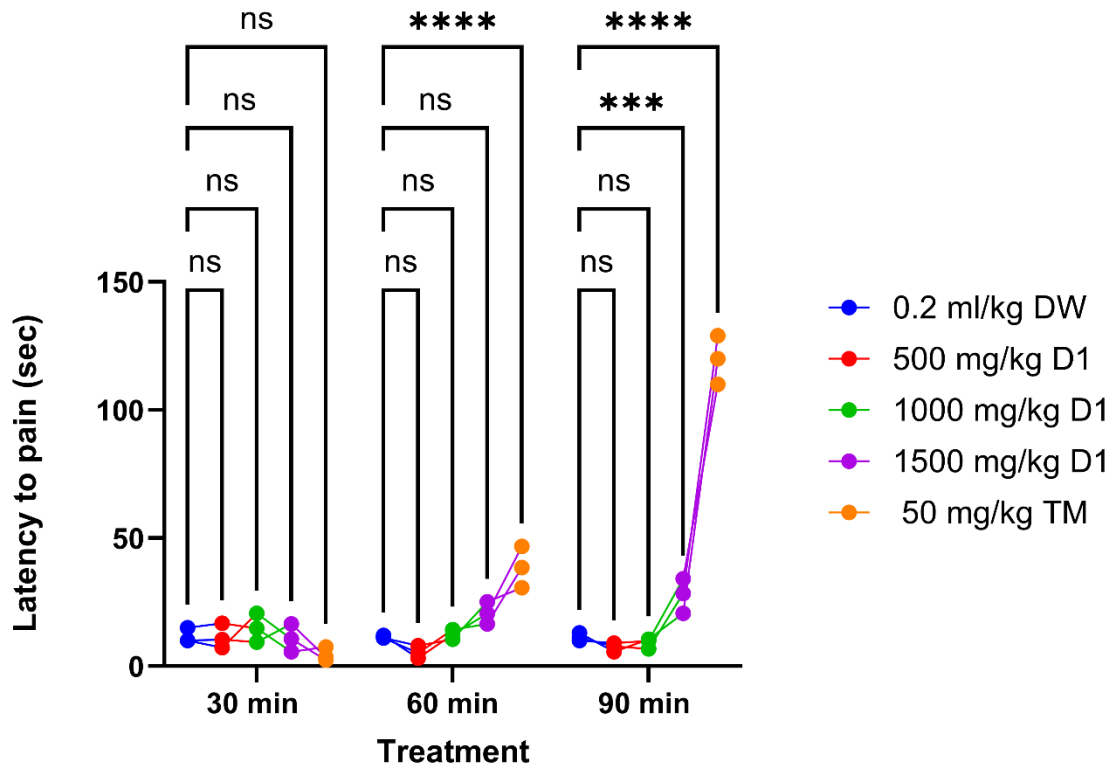 ns
****
****
ns
ns
***
ns
ns
ns
ns
ns
ns
150
100
50
0
Latency to pain (sec)
30 min
60 min
90 min
Treatment
0.2 ml/kg DW
500 mg/kg D1
1000 mg/kg D1
1500 mg/kg D1
50 mg/kg TM